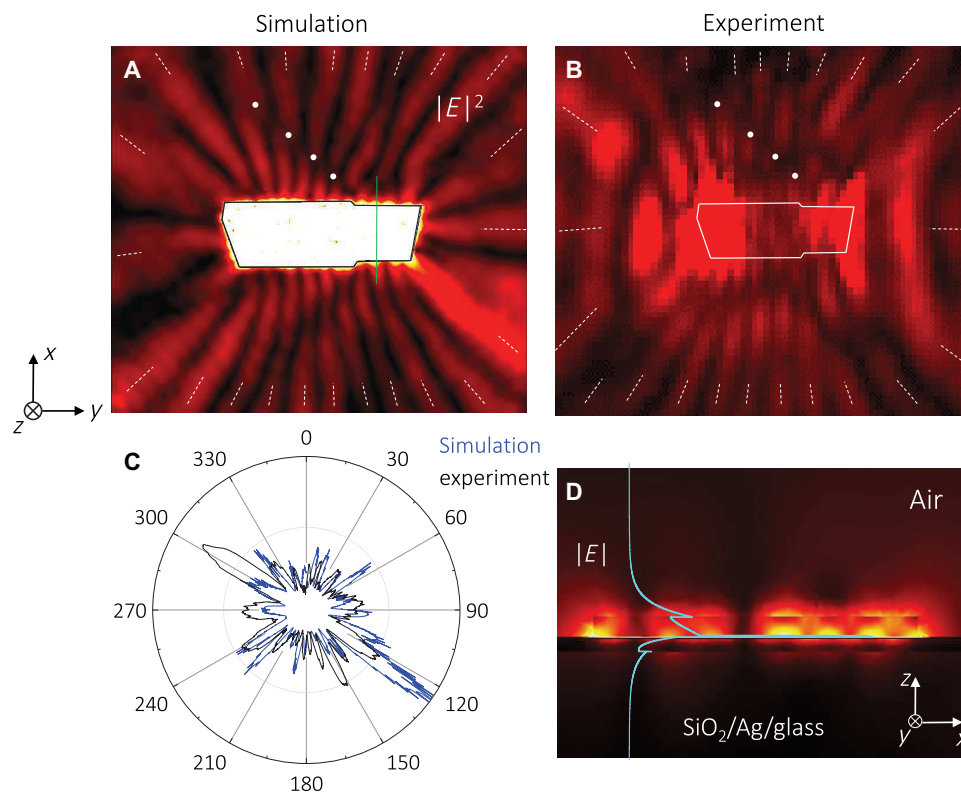 Simulation
Experiment
A
|E|²
B
x
y
z
C
Simulation
experiment
0
30
60
90
120
150
180
210
240
270
300
330
D
Air
|E|
SiO₂/Ag/glass
z
y
x